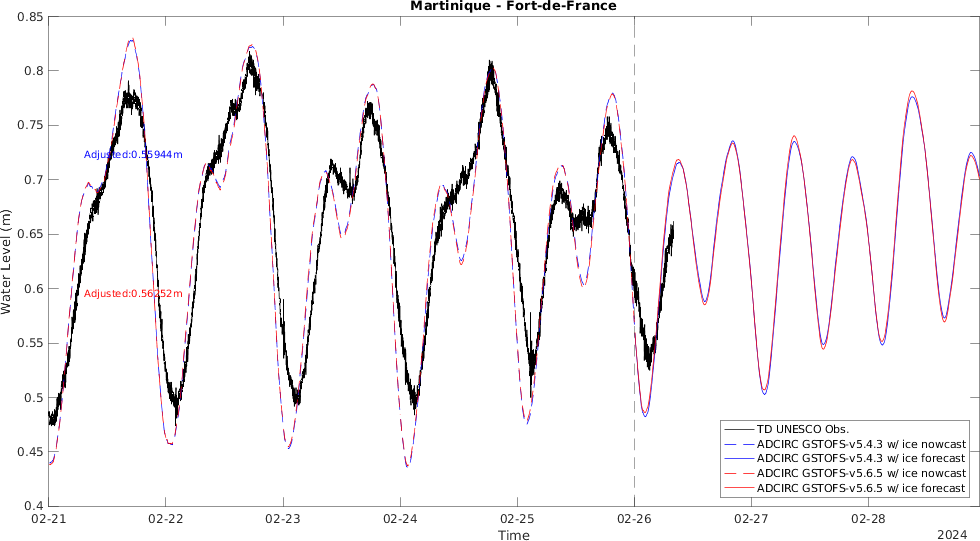 Martinique - Fort-de-France
0.85
0.8
0.75
0.7
0.65
0.6
0.55
0.5
0.45
0.4
Water Level (m)
Adjusted:0.55944m
Adjusted:0.56252m
TD UNESCO Obs.
ADCIRC GSTOFS-v5.4.3 w/ ice nowcast
ADCIRC GSTOFS-v5.4.3 w/ ice forecast
ADCIRC GSTOFS-v5.6.5 w/ ice nowcast
ADCIRC GSTOFS-v5.6.5 w/ ice forecast
02-21 02-22 02-23 02-24 02-25 02-26 02-27 02-28
Time
2024